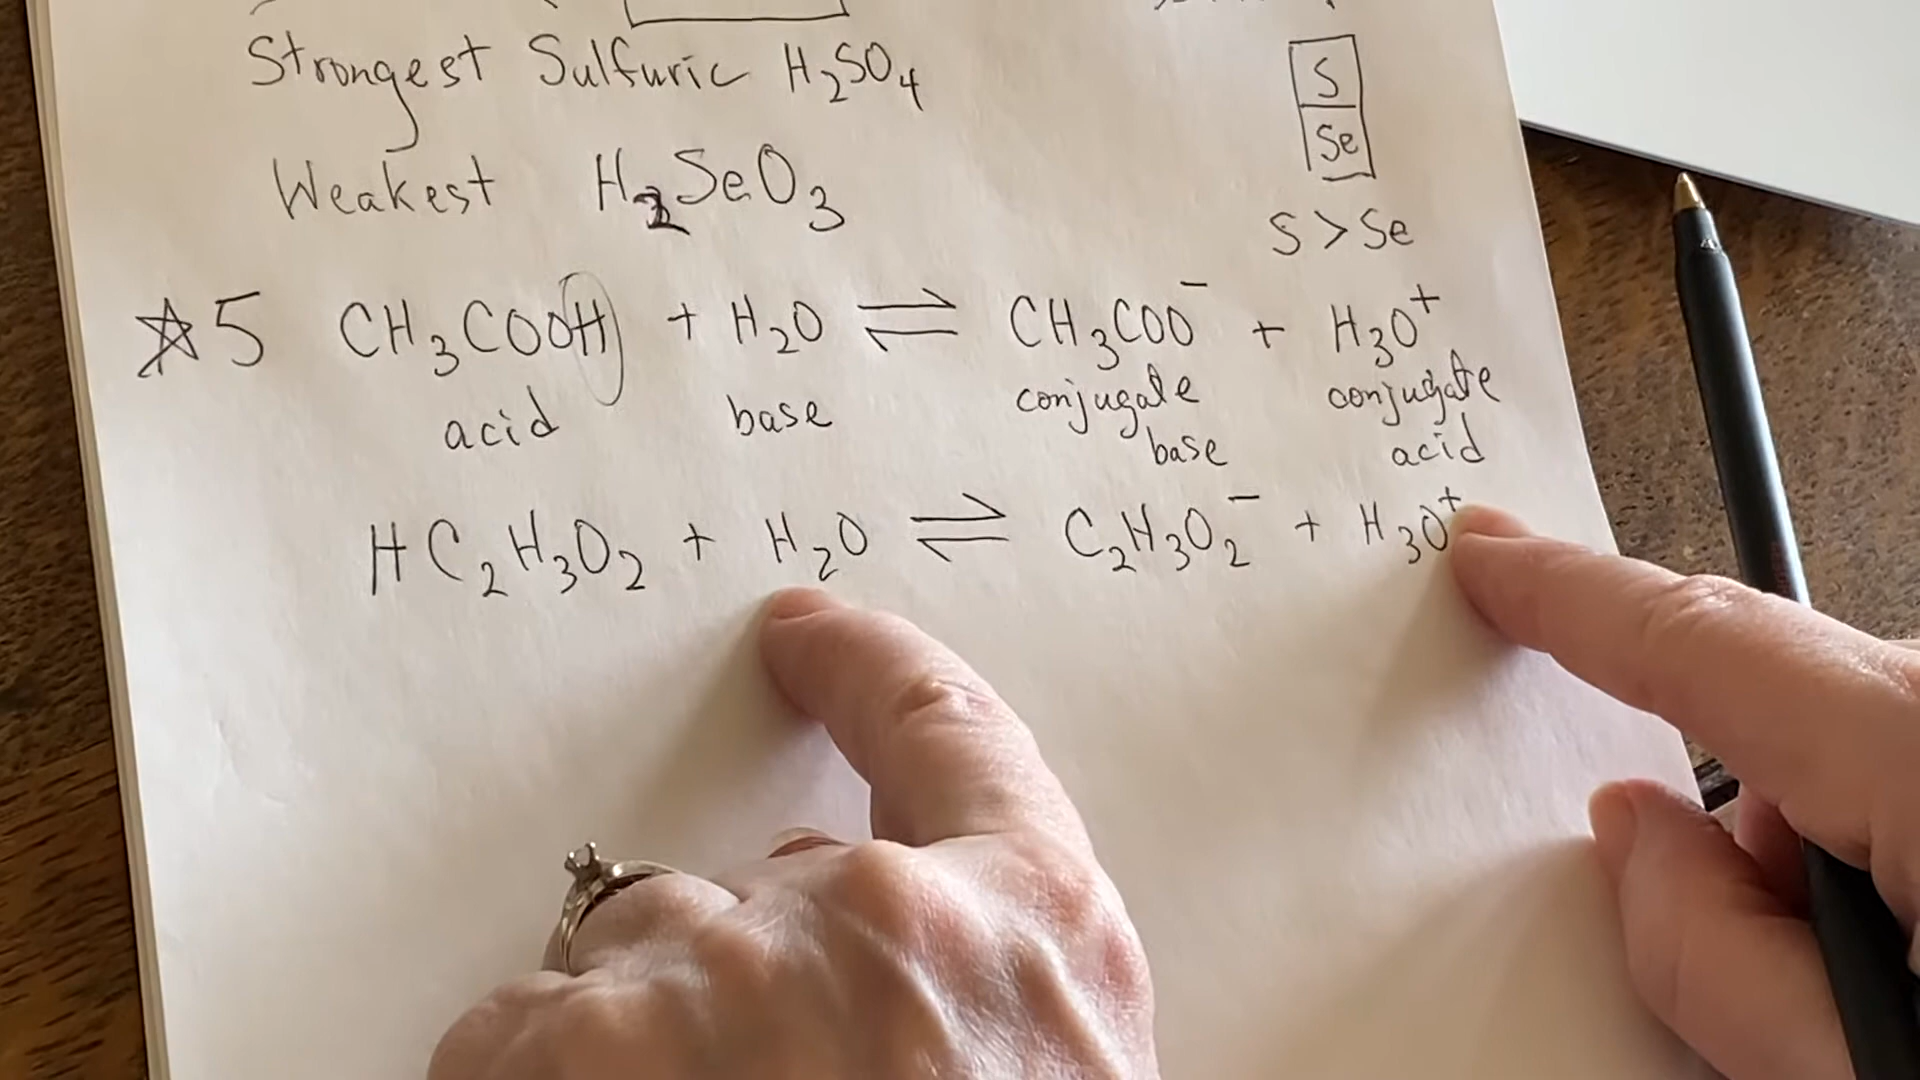 Strongest Sulfuric H₂SO₄
S
Se
Weakest H₂SeO₃
S > Se
☆5 CH₃COOH + H₂O ⇌ CH₃COO⁻ + H₃O⁺
acid base conjugate base conjugate acid
HC₂H₃O₂ + H₂O ⇌ C₂H₃O₂⁻ + H₃O⁺